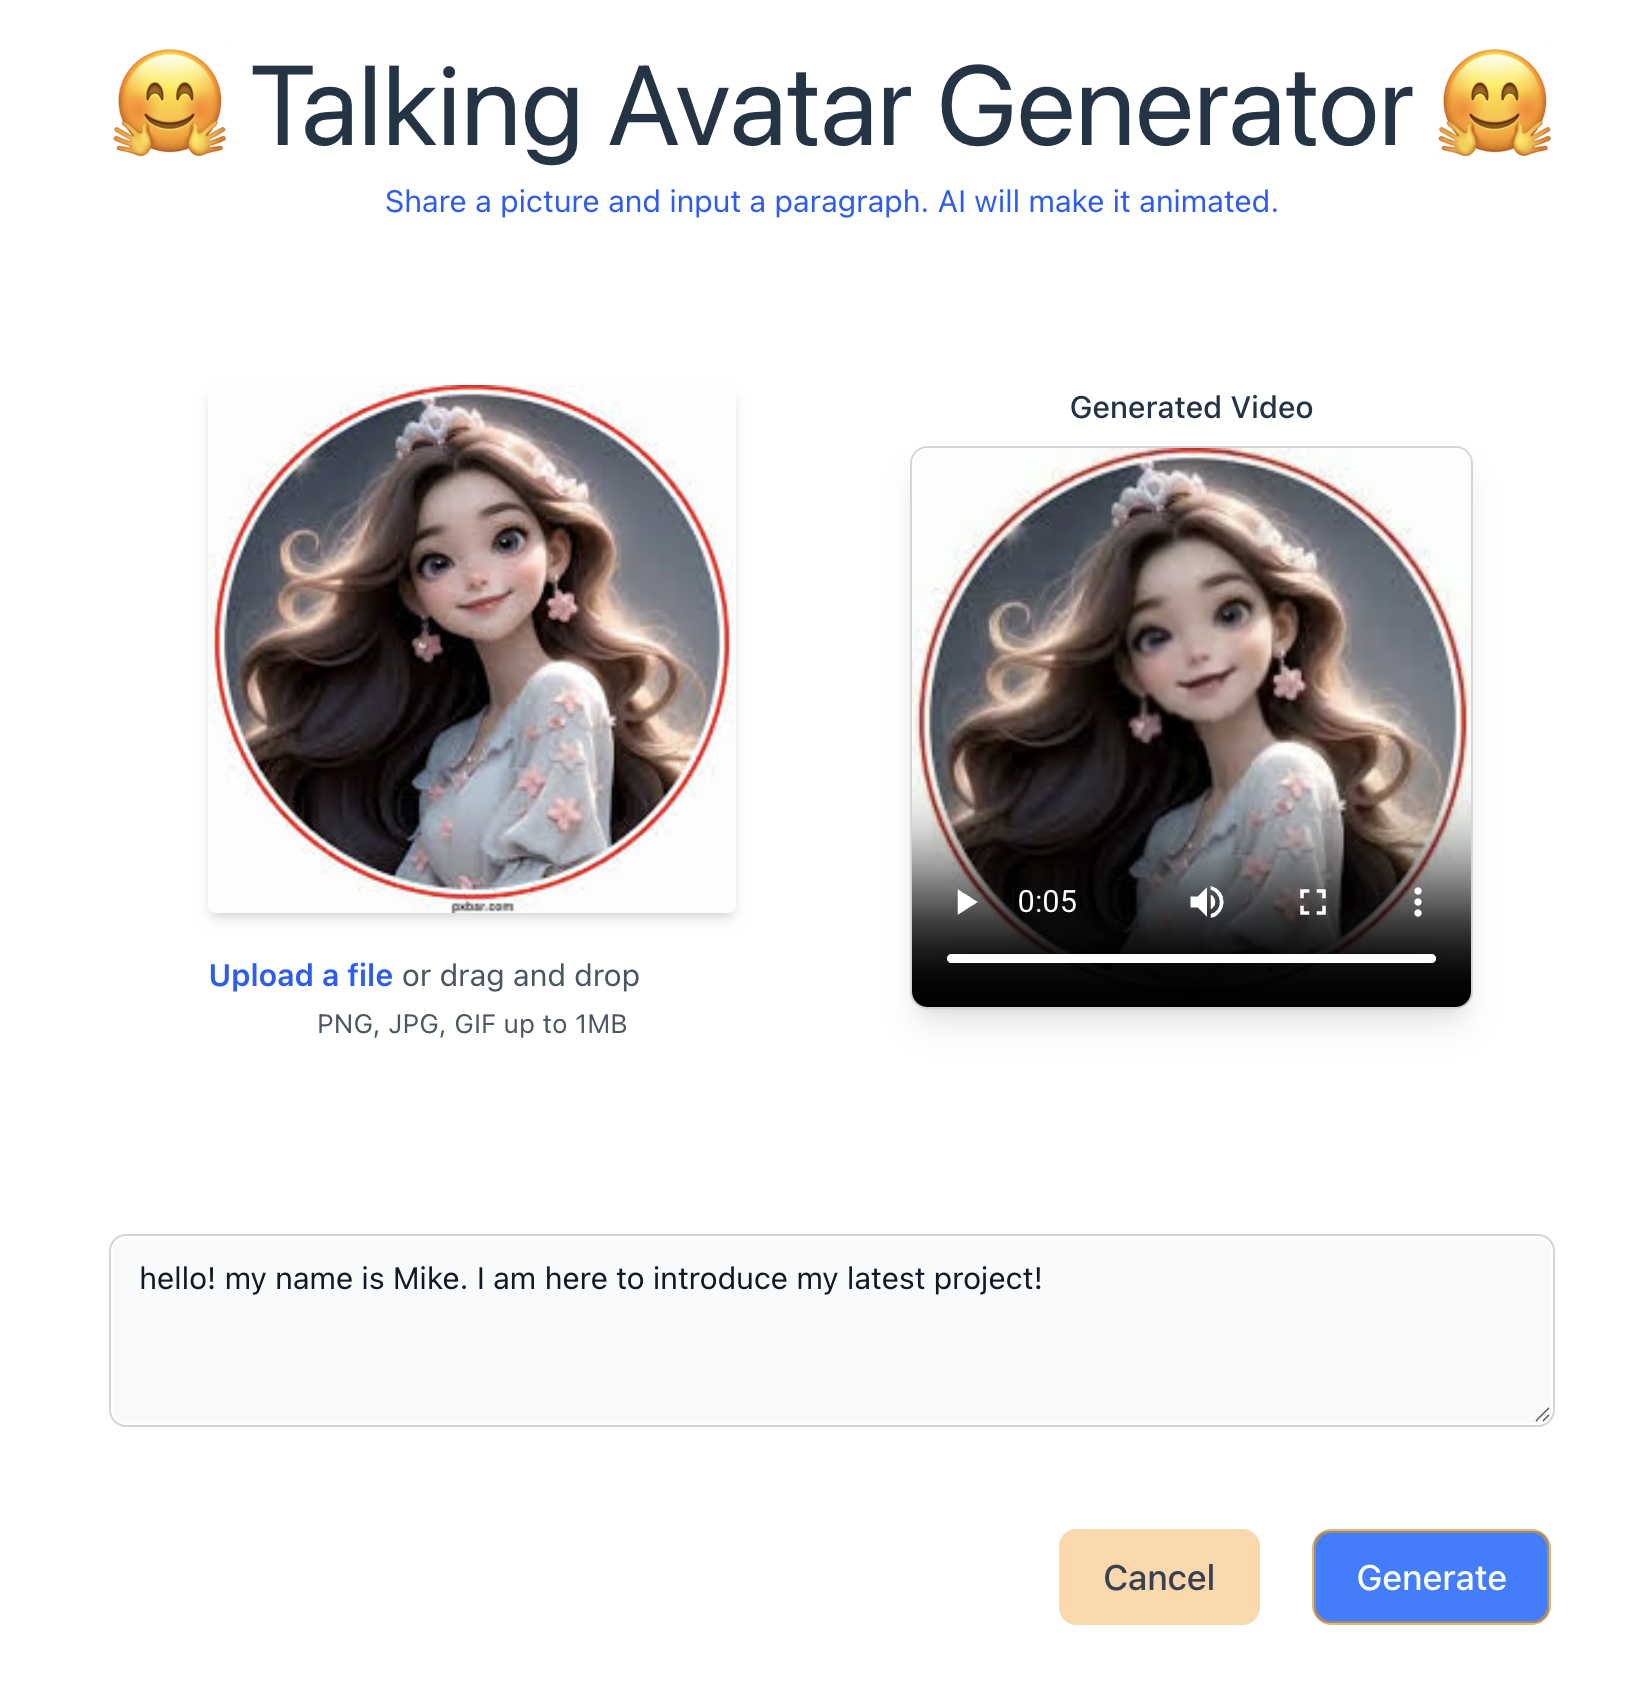 🤗 Talking Avatar Generator 🤗
Share a picture and input a paragraph. AI will make it animated.
Generated Video
pxbar.com
0:05
Upload a file or drag and drop
PNG, JPG, GIF up to 1MB
hello! my name is Mike. I am here to introduce my latest project!
Cancel
Generate